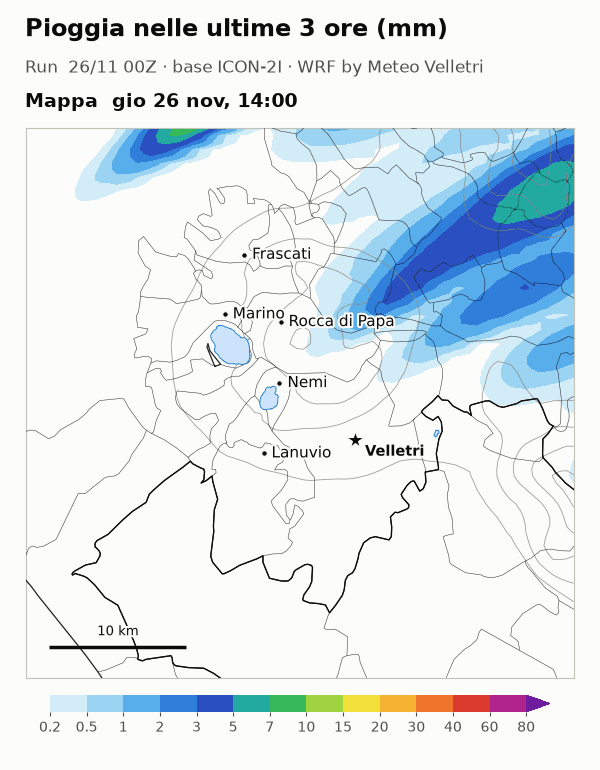 Pioggia nelle ultime 3 ore (mm)
Run  26/11 00Z · base ICON-2I · WRF by Meteo Velletri
Mappa  gio 26 nov, 14:00
Frascati
Marino
Rocca di Papa
Nemi
Velletri
Lanuvio
10 km
0.2 0.5 1 2 3 5 7 10 15 20 30 40 60 80